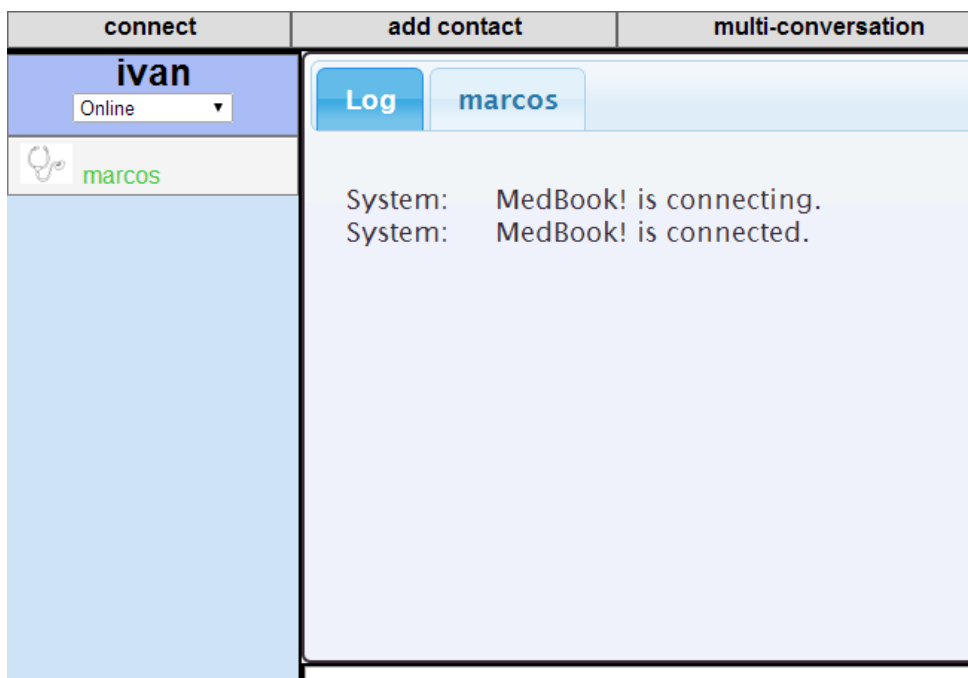 connect add contact multi-conversation
ivan
Online
marcos
Log marcos
System: MedBook! is connecting.
System: MedBook! is connected.